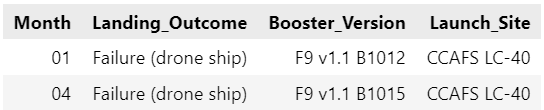 Month Landing_Outcome Booster_Version Launch_Site
01 Failure (drone ship) F9 v1.1 B1012 CCAFS LC-40
04 Failure (drone ship) F9 v1.1 B1015 CCAFS LC-40